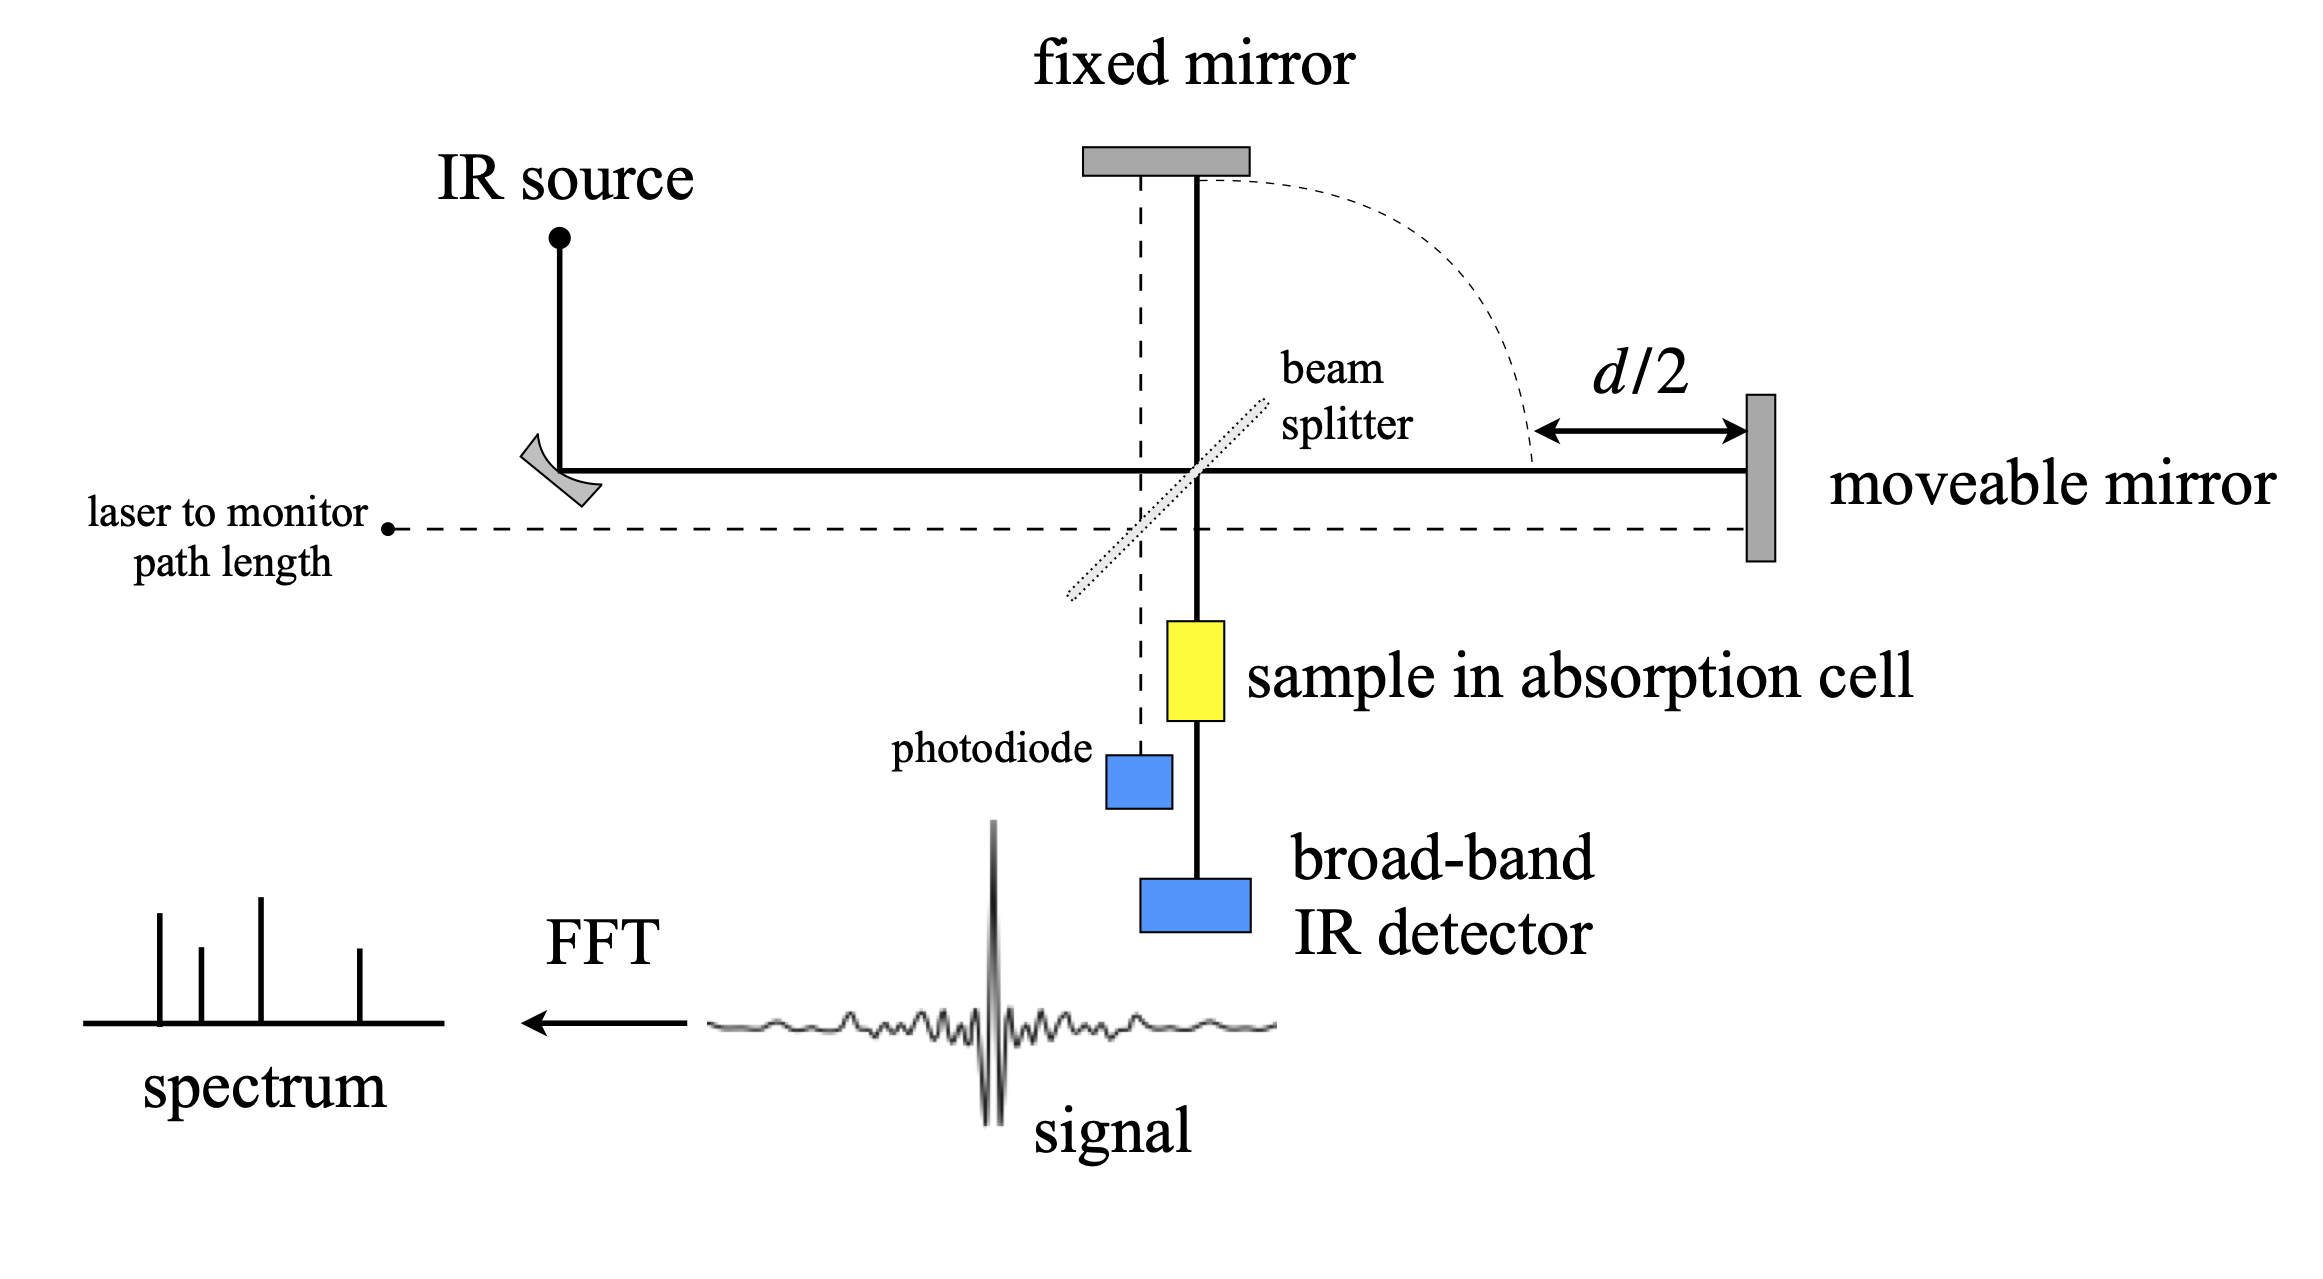 fixed mirror
IR source
beam
splitter
d/2
moveable mirror
laser to monitor
path length
sample in absorption cell
photodiode
broad-band
IR detector
FFT
spectrum
signal